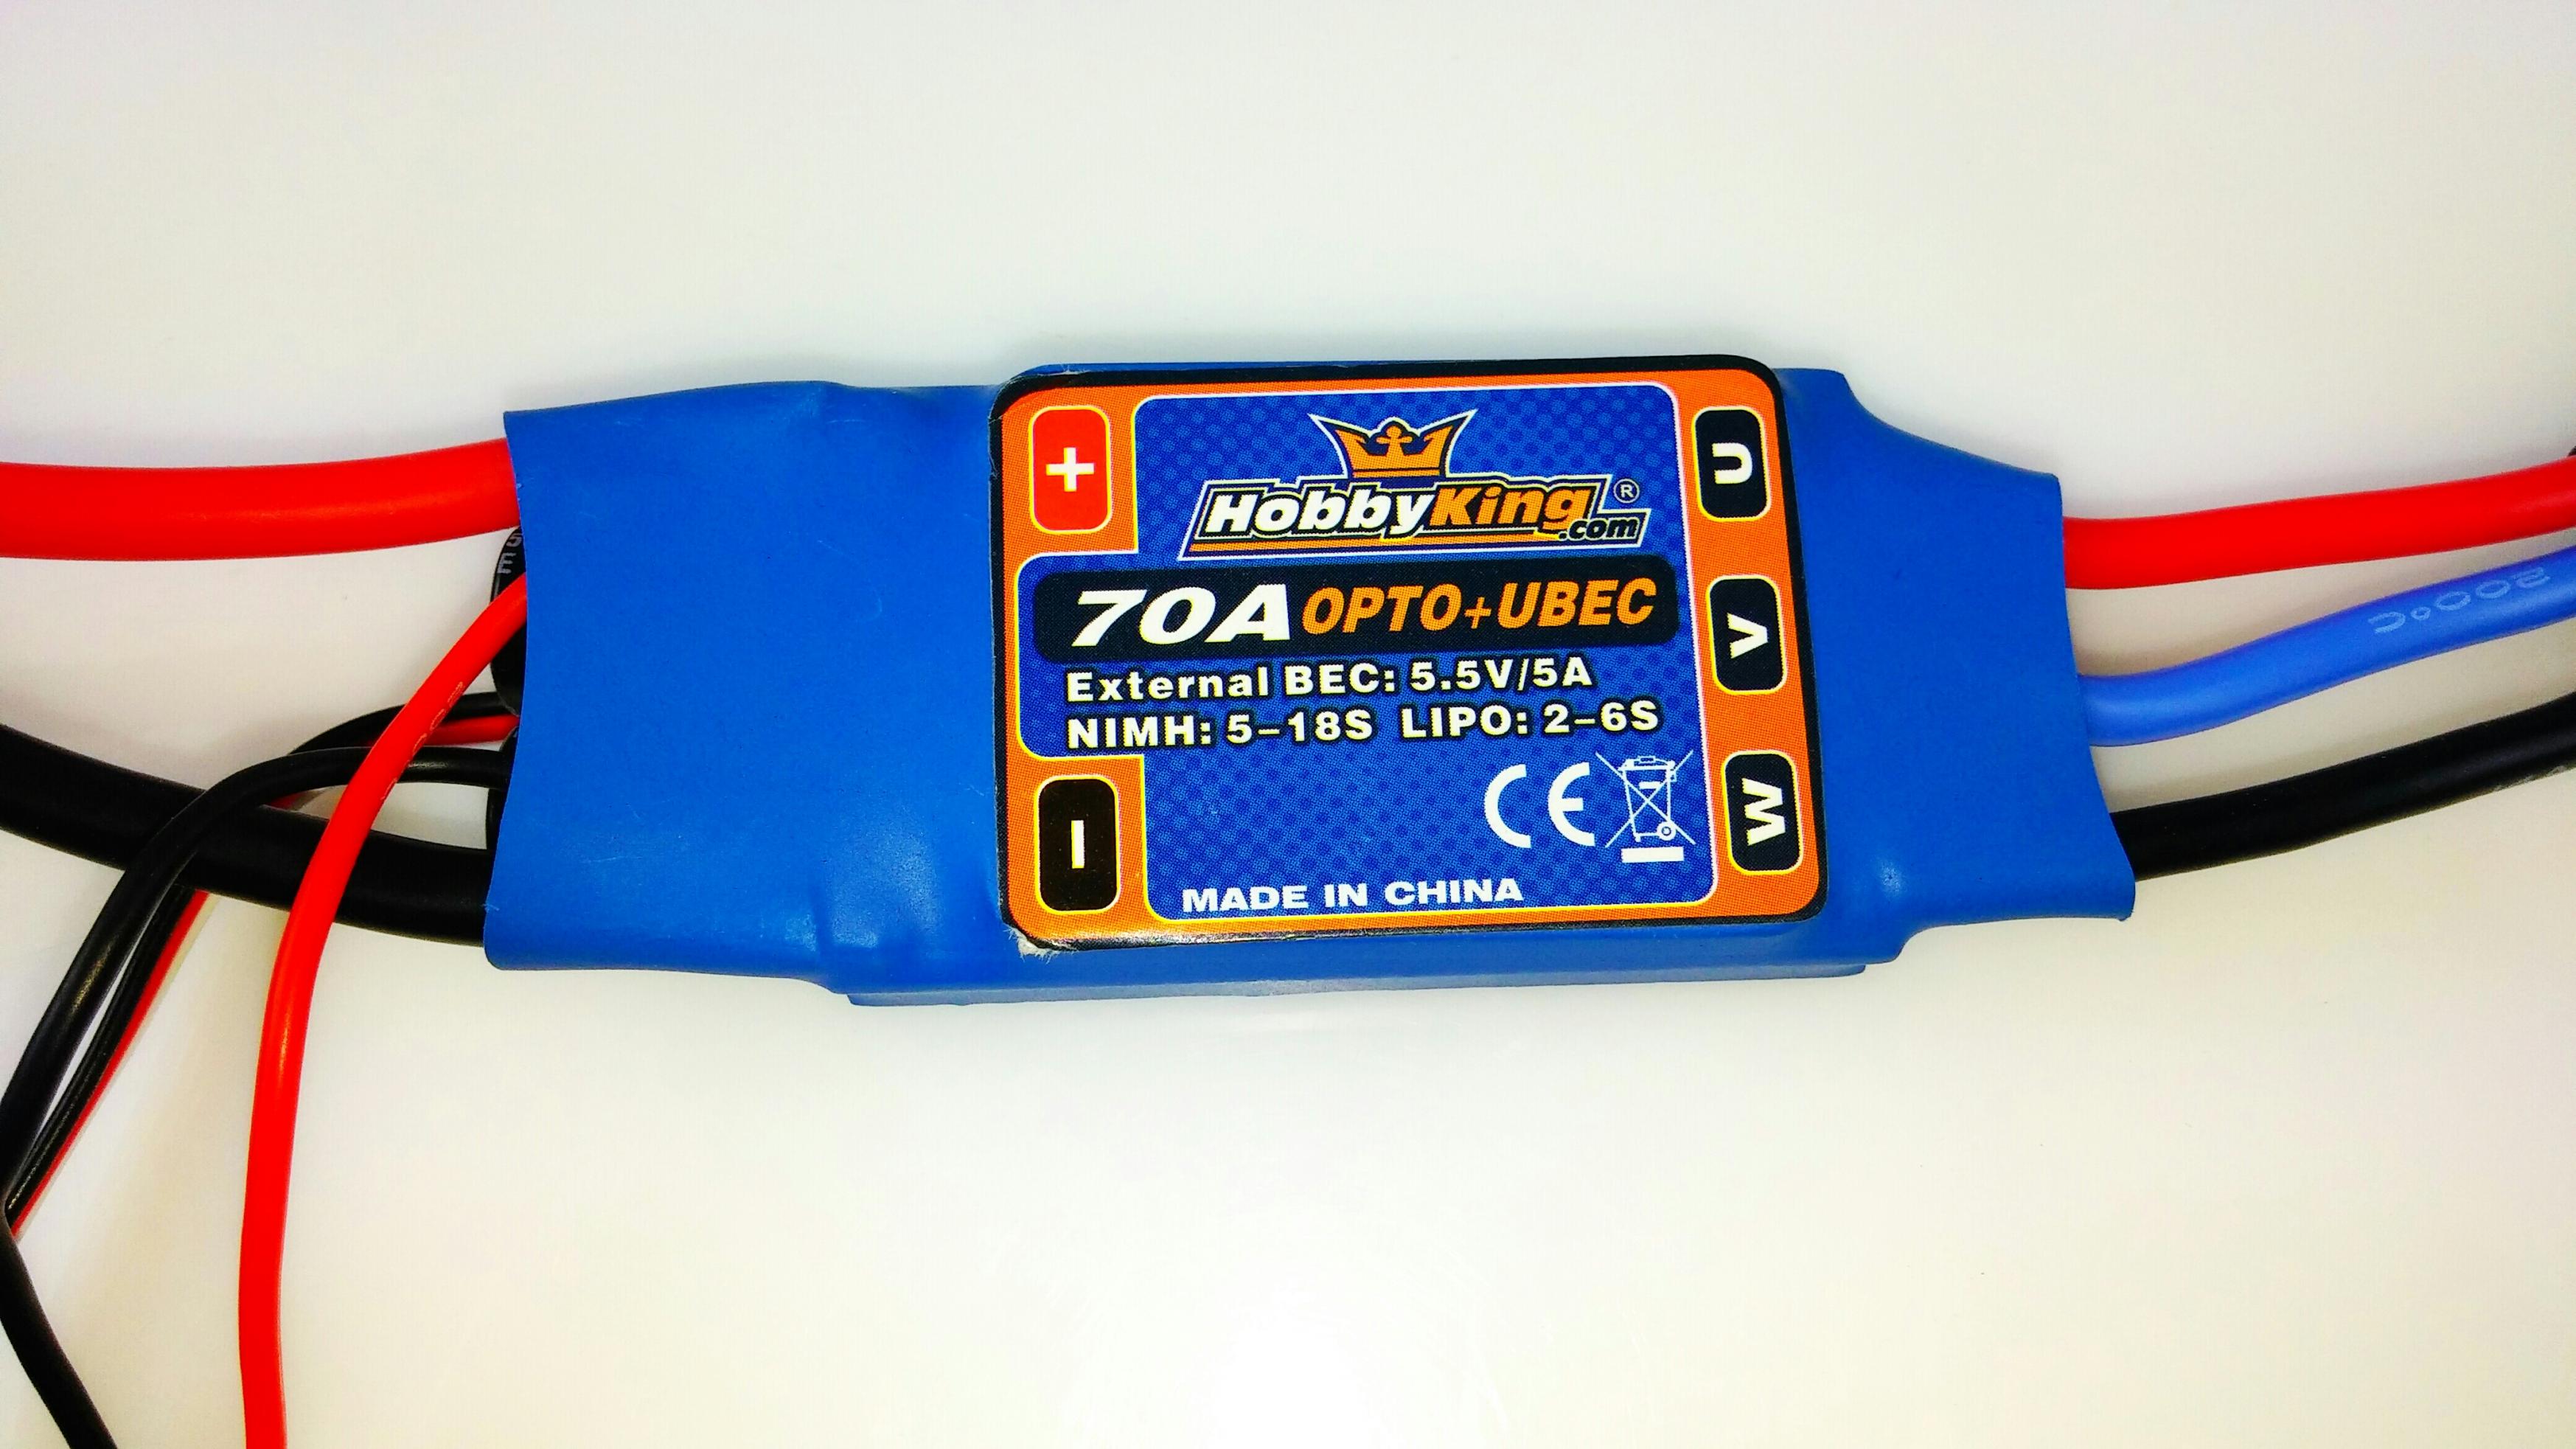 +
U
HobbyKing®
.com
70A OPTO+UBEC
V
External BEC: 5.5V/5A
NIMH: 5-18S LIPO: 2-6S
-
W
CE
MADE IN CHINA
200°C